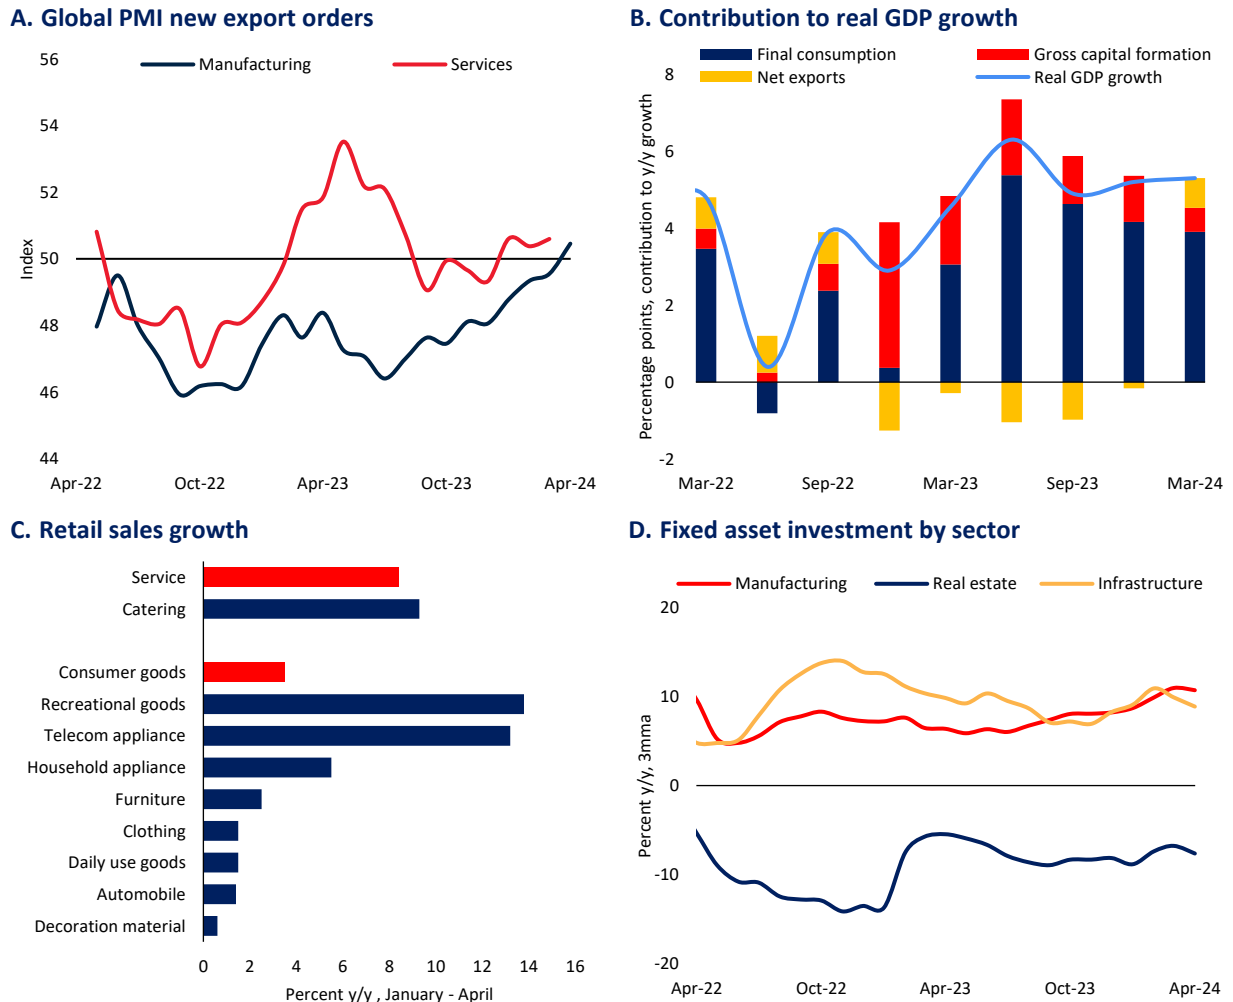 A. Global PMI new export orders
Manufacturing
Services
56
54
52
50
48
46
44
Index
Apr-22
Oct-22
Apr-23
Oct-23
Apr-24
B. Contribution to real GDP growth
Final consumption
Gross capital formation
Net exports
Real GDP growth
8
6
4
2
0
-2
Percentage points, contribution to y/y growth
Mar-22
Sep-22
Mar-23
Sep-23
Mar-24
C. Retail sales growth
Service
Catering
Consumer goods
Recreational goods
Telecom appliance
Household appliance
Furniture
Clothing
Daily use goods
Automobile
Decoration material
0
2
4
6
8
10
12
14
16
Percent y/y , January - April
D. Fixed asset investment by sector
Manufacturing
Real estate
Infrastructure
20
10
0
-10
-20
Percent y/y, 3mma
Apr-22
Oct-22
Apr-23
Oct-23
Apr-24